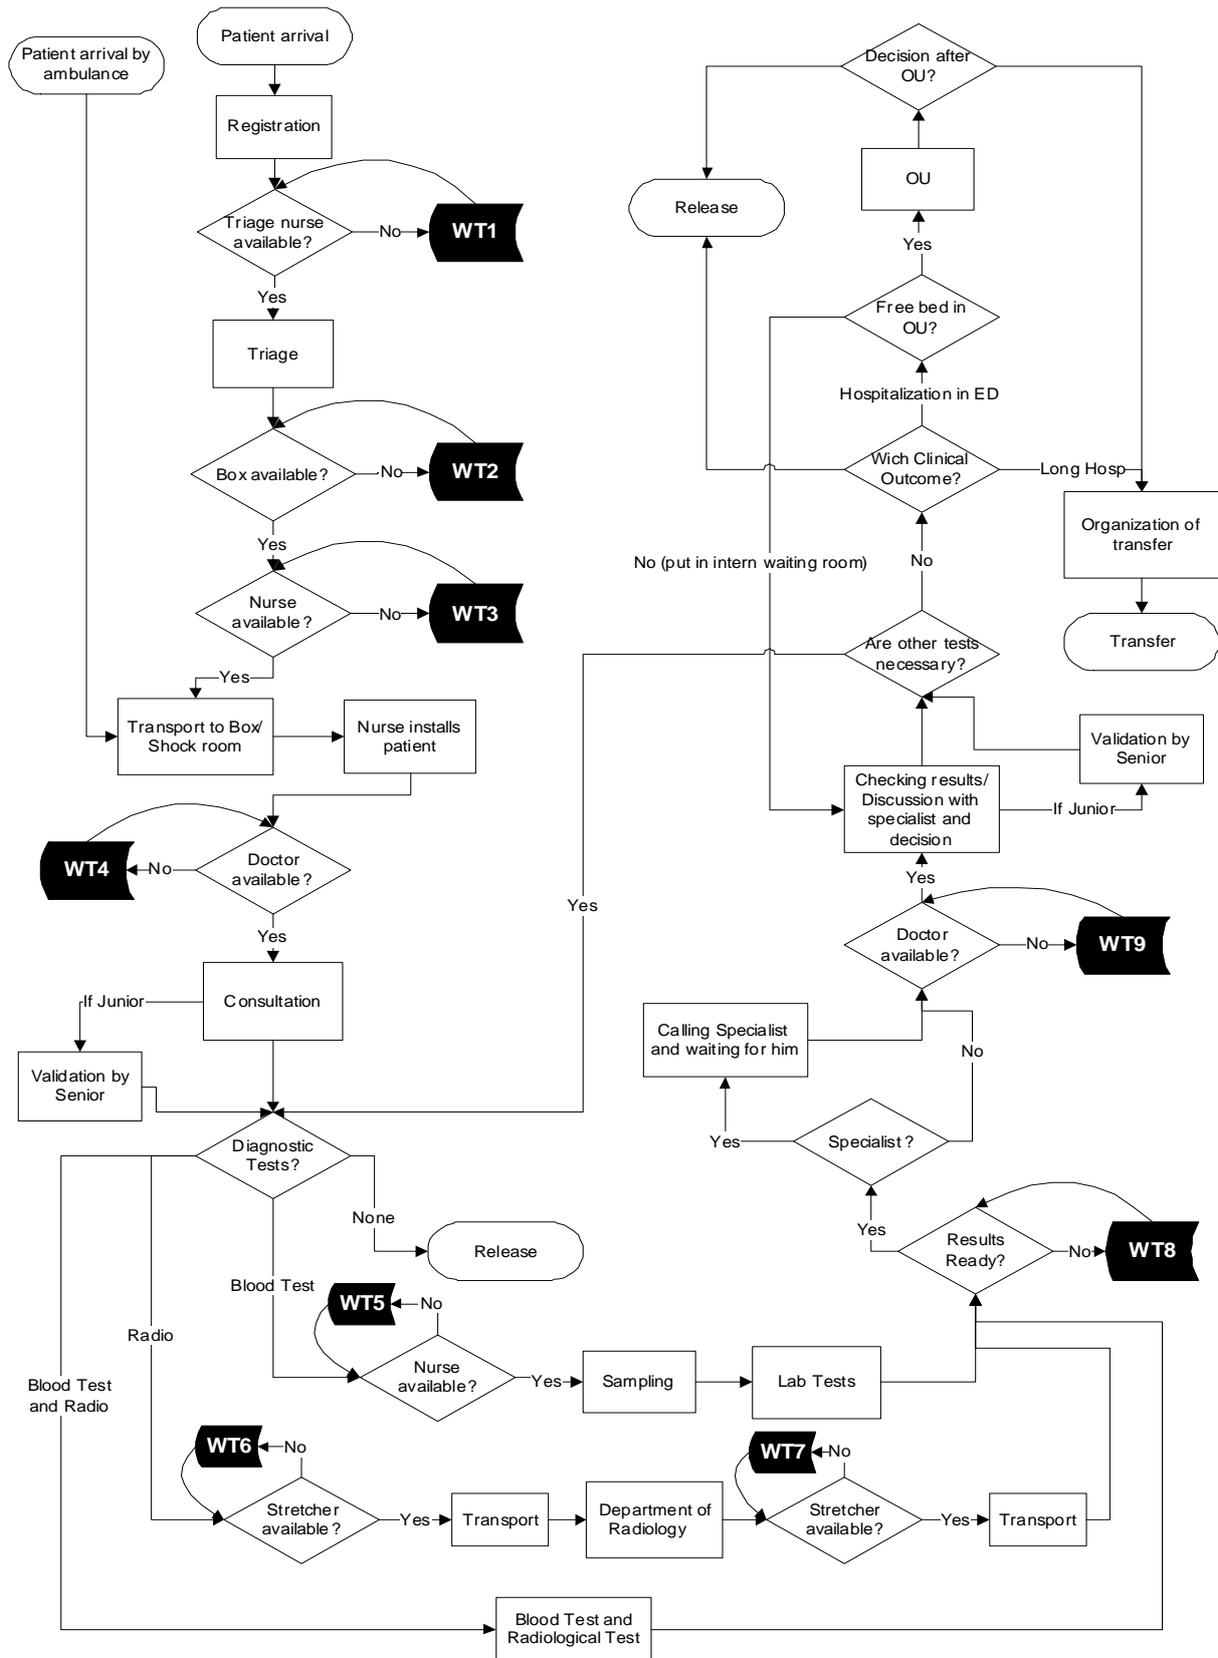 Patient arrival by
ambulance
Patient arrival
Registration
Triage nurse
available?
No
WT1
Yes
Triage
Box available?
No
WT2
Yes
Nurse
available?
No
WT3
Yes
Transport to Box/
Shock room
Nurse installs
patient
Doctor
available?
No
WT4
Yes
Consultation
If Junior
Validation by
Senior
Diagnostic
Tests?
None
Release
Blood Test
Radio
Blood Test
and Radio
WT5
No
Nurse
available?
Yes
Sampling
Lab Tests
WT6
No
Stretcher
available?
Yes
Transport
Department of
Radiology
WT7
No
Stretcher
available?
Yes
Transport
Blood Test and
Radiological Test
Results
Ready?
No
WT8
Yes
Specialist?
Yes
No
Calling Specialist
and waiting for him
Doctor
available?
No
WT9
Yes
Checking results/
Discussion with
specialist and
decision
If Junior
Validation by
Senior
Are other tests
necessary?
Yes
No
Wich Clinical
Outcome?
Long Hosp
Hospitalization in ED
Free bed in
OU?
No (put in intern waiting room)
Yes
OU
Decision after
OU?
Release
Organization of
transfer
Transfer